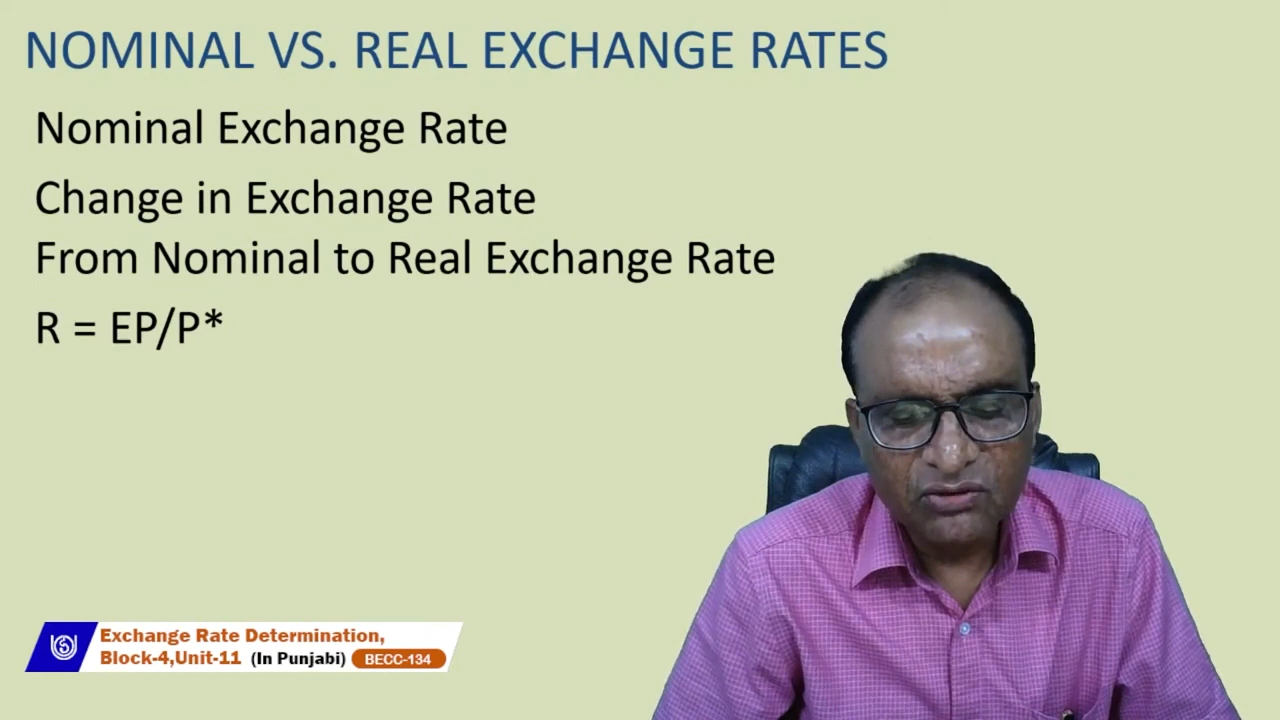 NOMINAL VS. REAL EXCHANGE RATES
Nominal Exchange Rate
Change in Exchange Rate
From Nominal to Real Exchange Rate
R = EP/P*
Exchange Rate Determination,
Block-4,Unit-11 (In Punjabi) BECC-134